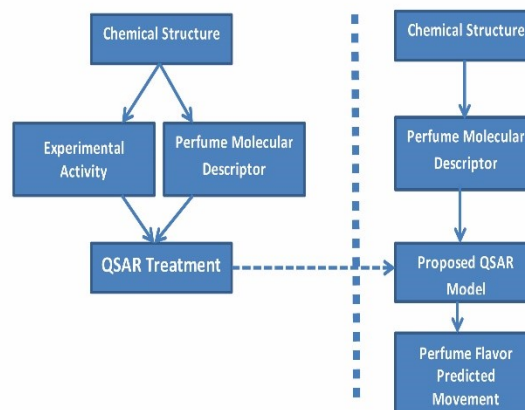 Chemical Structure
Experimental
Activity
Perfume Molecular
Descriptor
QSAR Treatment
Chemical Structure
Perfume Molecular
Descriptor
Proposed QSAR
Model
Perfume Flavor
Predicted
Movement